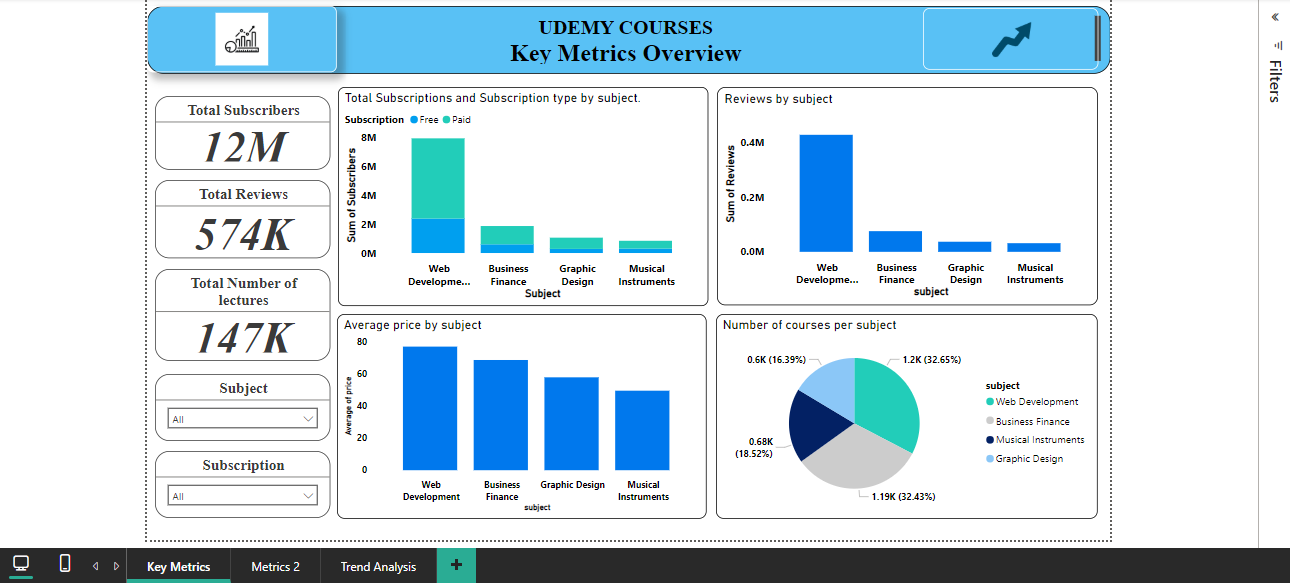 UDEMY COURSES
Key Metrics Overview
Filters
Total Subscribers
12M
Total Reviews
574K
Total Number of
lectures
147K
Subject
All
Subscription
All
Total Subscriptions and Subscription type by subject.
Subscription Free Paid
Sum of Subscribers
8M
6M
4M
2M
0M
Web
Developme...
Business
Finance
Graphic
Design
Musical
Instruments
Subject
Reviews by subject
Sum of Reviews
0.4M
0.2M
0.0M
Web
Developme...
Business
Finance
Graphic
Design
Musical
Instruments
subject
Average price by subject
Average of price
80
60
40
20
0
Web
Development
Business
Finance
Graphic Design
Musical
Instruments
subject
Number of courses per subject
0.6K (16.39%)
1.2K (32.65%)
0.68K
(18.52%)
1.19K (32.43%)
subject
Web Development
Business Finance
Musical Instruments
Graphic Design
Key Metrics
Metrics 2
Trend Analysis
+